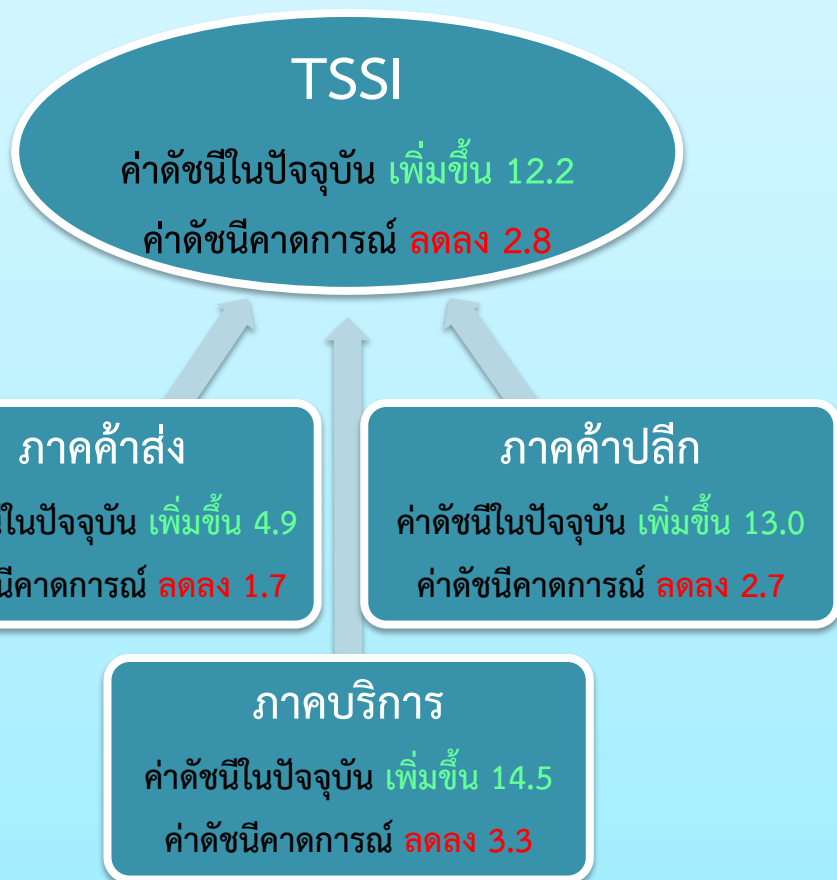 TSSI
ค่าดัชนีในปัจจุบัน เพิ่มขึ้น 12.2
ค่าดัชนีคาดการณ์ ลดลง 2.8
ภาคค้าส่ง
ในปัจจุบัน เพิ่มขึ้น 4.9
คาดการณ์ ลดลง 1.7
ภาคค้าปลีก
ค่าดัชนีในปัจจุบัน เพิ่มขึ้น 13.0
ค่าดัชนีคาดการณ์ ลดลง 2.7
ภาคบริการ
ค่าดัชนีในปัจจุบัน เพิ่มขึ้น 14.5
ค่าดัชนีคาดการณ์ ลดลง 3.3